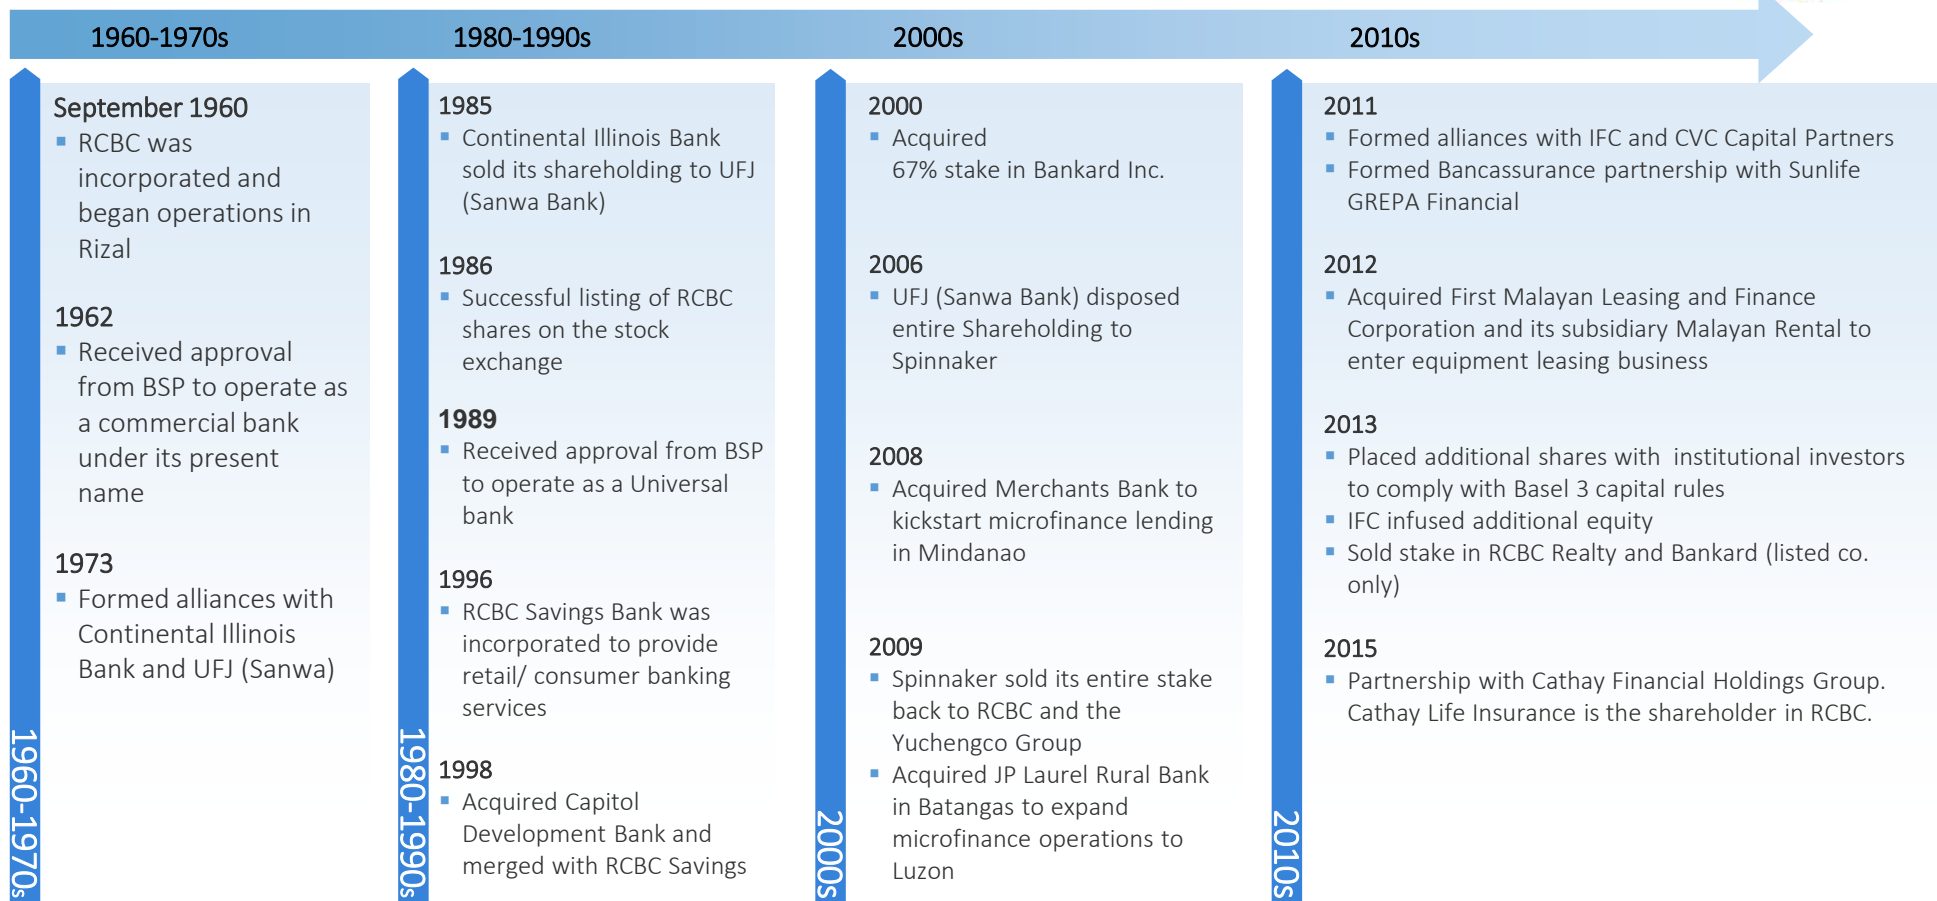 1960-1970s
1980-1990s
2000s
2010s
September 1960
▪ RCBC was
incorporated and
began operations in
Rizal
1962
▪ Received approval
from BSP to operate as
a commercial bank
under its present
name
1973
▪ Formed alliances with
Continental Illinois
Bank and UFJ (Sanwa)
1960-1970s
1985
▪ Continental Illinois Bank
sold its shareholding to UFJ
(Sanwa Bank)
1986
▪ Successful listing of RCBC
shares on the stock
exchange
1989
▪ Received approval from BSP
to operate as a Universal
bank
1996
▪ RCBC Savings Bank was
incorporated to provide
retail/ consumer banking
services
1998
▪ Acquired Capitol
Development Bank and
merged with RCBC Savings
1980-1990s
2000
▪ Acquired
67% stake in Bankard Inc.
2006
▪ UFJ (Sanwa Bank) disposed
entire Shareholding to
Spinnaker
2008
▪ Acquired Merchants Bank to
kickstart microfinance lending
in Mindanao
2009
▪ Spinnaker sold its entire stake
back to RCBC and the
Yuchengco Group
▪ Acquired JP Laurel Rural Bank
in Batangas to expand
microfinance operations to
Luzon
2000s
2011
▪ Formed alliances with IFC and CVC Capital Partners
▪ Formed Bancassurance partnership with Sunlife
GREPA Financial
2012
▪ Acquired First Malayan Leasing and Finance
Corporation and its subsidiary Malayan Rental to
enter equipment leasing business
2013
▪ Placed additional shares with  institutional investors
to comply with Basel 3 capital rules
▪ IFC infused additional equity
▪ Sold stake in RCBC Realty and Bankard (listed co.
only)
2015
▪ Partnership with Cathay Financial Holdings Group.
Cathay Life Insurance is the shareholder in RCBC.
2010s